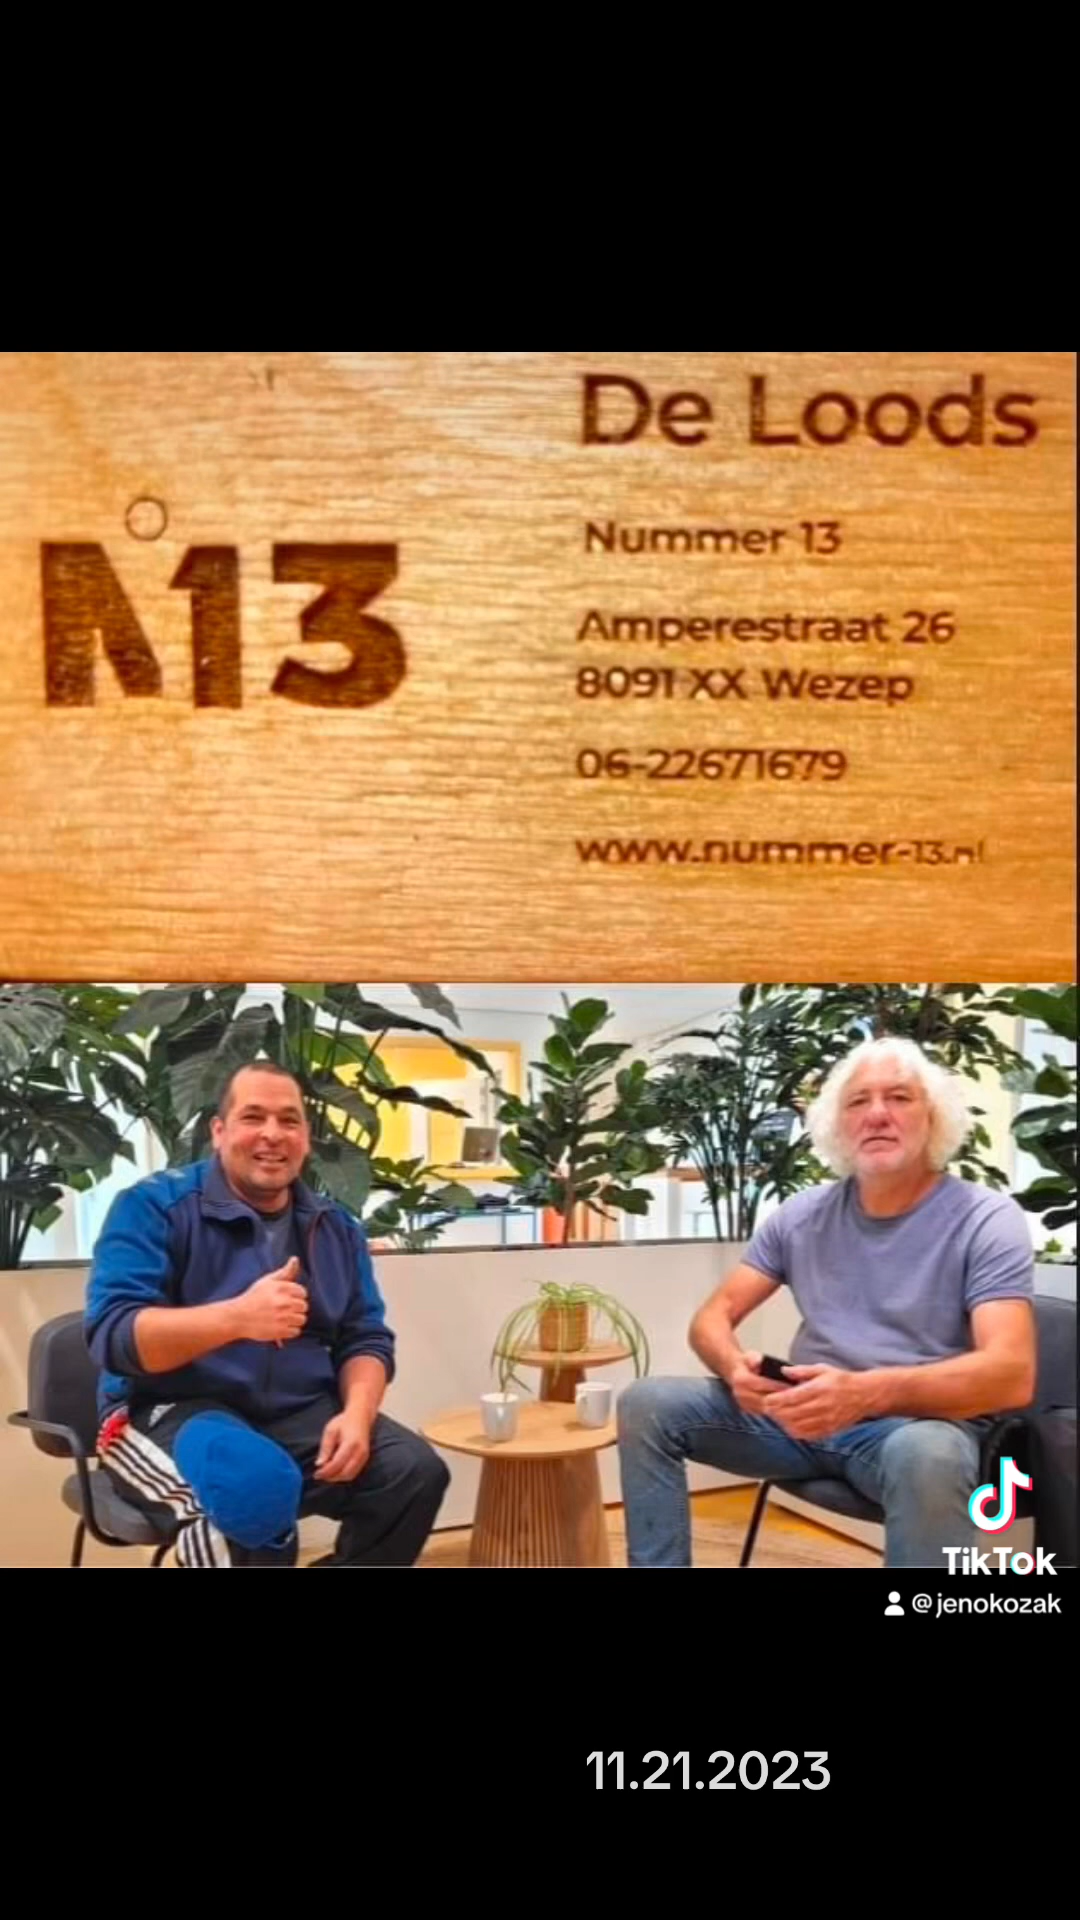 De Loods
N°13
Nummer 13
Amperestraat 26
8091 XX Wezep
06-22671679
www.nummer-13.nl
TikTok
@jenokozak
11.21.2023